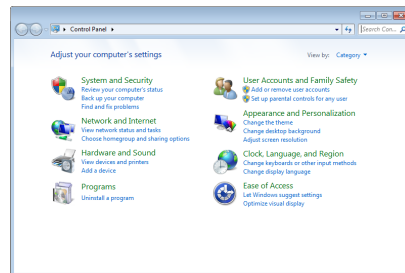 Control Panel
Search Con...
Adjust your computer's settings
View by: Category
System and Security
Review your computer's status
Back up your computer
Find and fix problems
Network and Internet
View network status and tasks
Choose homegroup and sharing options
Hardware and Sound
View devices and printers
Add a device
Programs
Uninstall a program
User Accounts and Family Safety
Add or remove user accounts
Set up parental controls for any user
Appearance and Personalization
Change the theme
Change desktop background
Adjust screen resolution
Clock, Language, and Region
Change keyboards or other input methods
Change display language
Ease of Access
Let Windows suggest settings
Optimize visual display